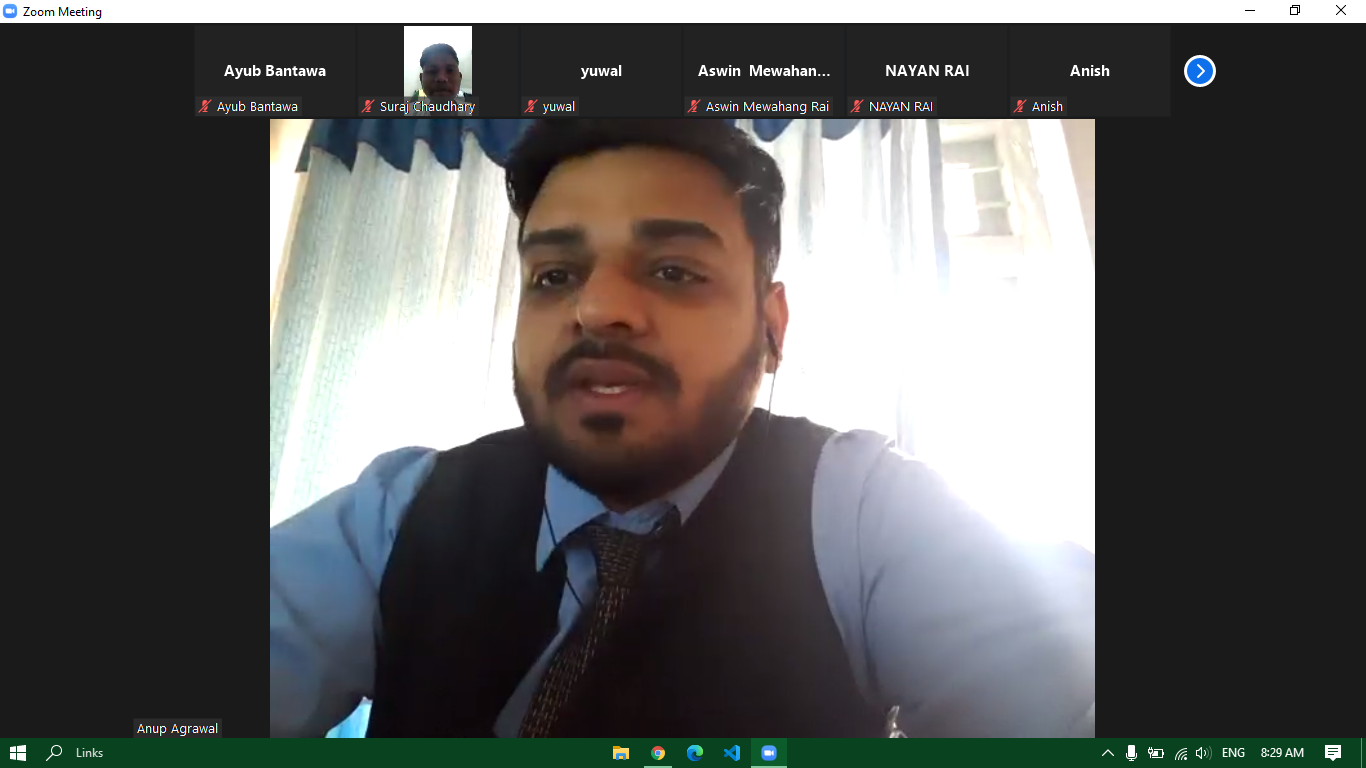 Zoom Meeting
Ayub Bantawa
yuwal
Aswin Mewahan...
NAYAN RAI
Anish
Ayub Bantawa
Suraj Chaudhary
yuwal
Aswin Mewahang Rai
NAYAN RAI
Anish
Anup Agrawal
Links
ENG
8:29 AM